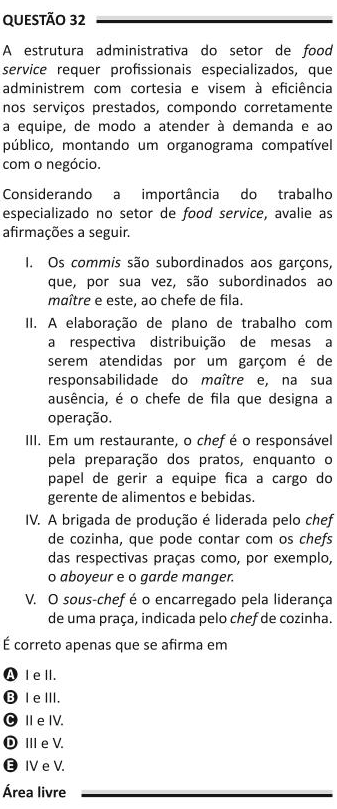 QUESTÃO 32
A estrutura administrativa do setor de food
service requer profissionais especializados, que
administrem com cortesia e visem à eficiência
nos serviços prestados, compondo corretamente
a equipe, de modo a atender à demanda e ao
público, montando um organograma compatível
com o negócio.
Considerando a importância do trabalho
especializado no setor de food service, avalie as
afirmações a seguir.
I. Os commis são subordinados aos garçons,
que, por sua vez, são subordinados ao
maître e este, ao chefe de fila.
II. A elaboração de plano de trabalho com
a respectiva distribuição de mesas a
serem atendidas por um garçom é de
responsabilidade do maître e, na sua
ausência, é o chefe de fila que designa a
operação.
III. Em um restaurante, o chef é o responsável
pela preparação dos pratos, enquanto o
papel de gerir a equipe fica a cargo do
gerente de alimentos e bebidas.
IV. A brigada de produção é liderada pelo chef
de cozinha, que pode contar com os chefs
das respectivas praças como, por exemplo,
o aboyeur e o garde manger.
V. O sous-chef é o encarregado pela liderança
de uma praça, indicada pelo chef de cozinha.
É correto apenas que se afirma em
A I e II.
B I e III.
C II e IV.
D III e V.
E IV e V.
Área livre